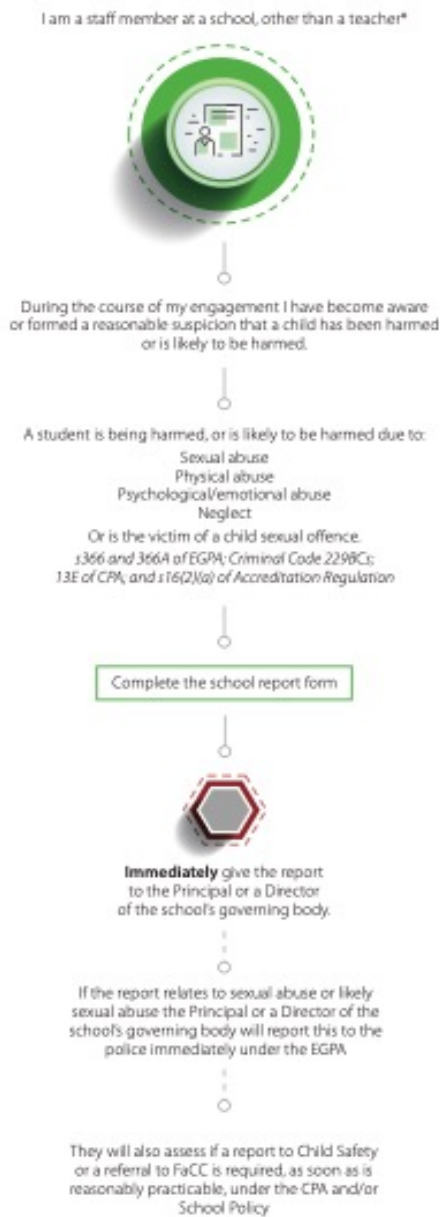 I am a staff member at a school, other than a teacher*
During the course of my engagement I have become aware
or formed a reasonable suspicion that a child has been harmed
or is likely to be harmed.
A student is being harmed, or is likely to be harmed due to:
Sexual abuse
Physical abuse
Psychological/emotional abuse
Neglect
Or is the victim of a child sexual offence.
s366 and 366A of EGPA; Criminal Code 229BCs;
13E of CPA, and s16(2)(a) of Accreditation Regulation
Complete the school report form
Immediately give the report
to the Principal or a Director
of the school's governing body.
If the report relates to sexual abuse or likely
sexual abuse the Principal or a Director of the
school's governing body will report this to the
police immediately under the EGPA
They will also assess if a report to Child Safety
or a referral to FaCC is required, as soon as is
reasonably practicable, under the CPA and/or
School Policy